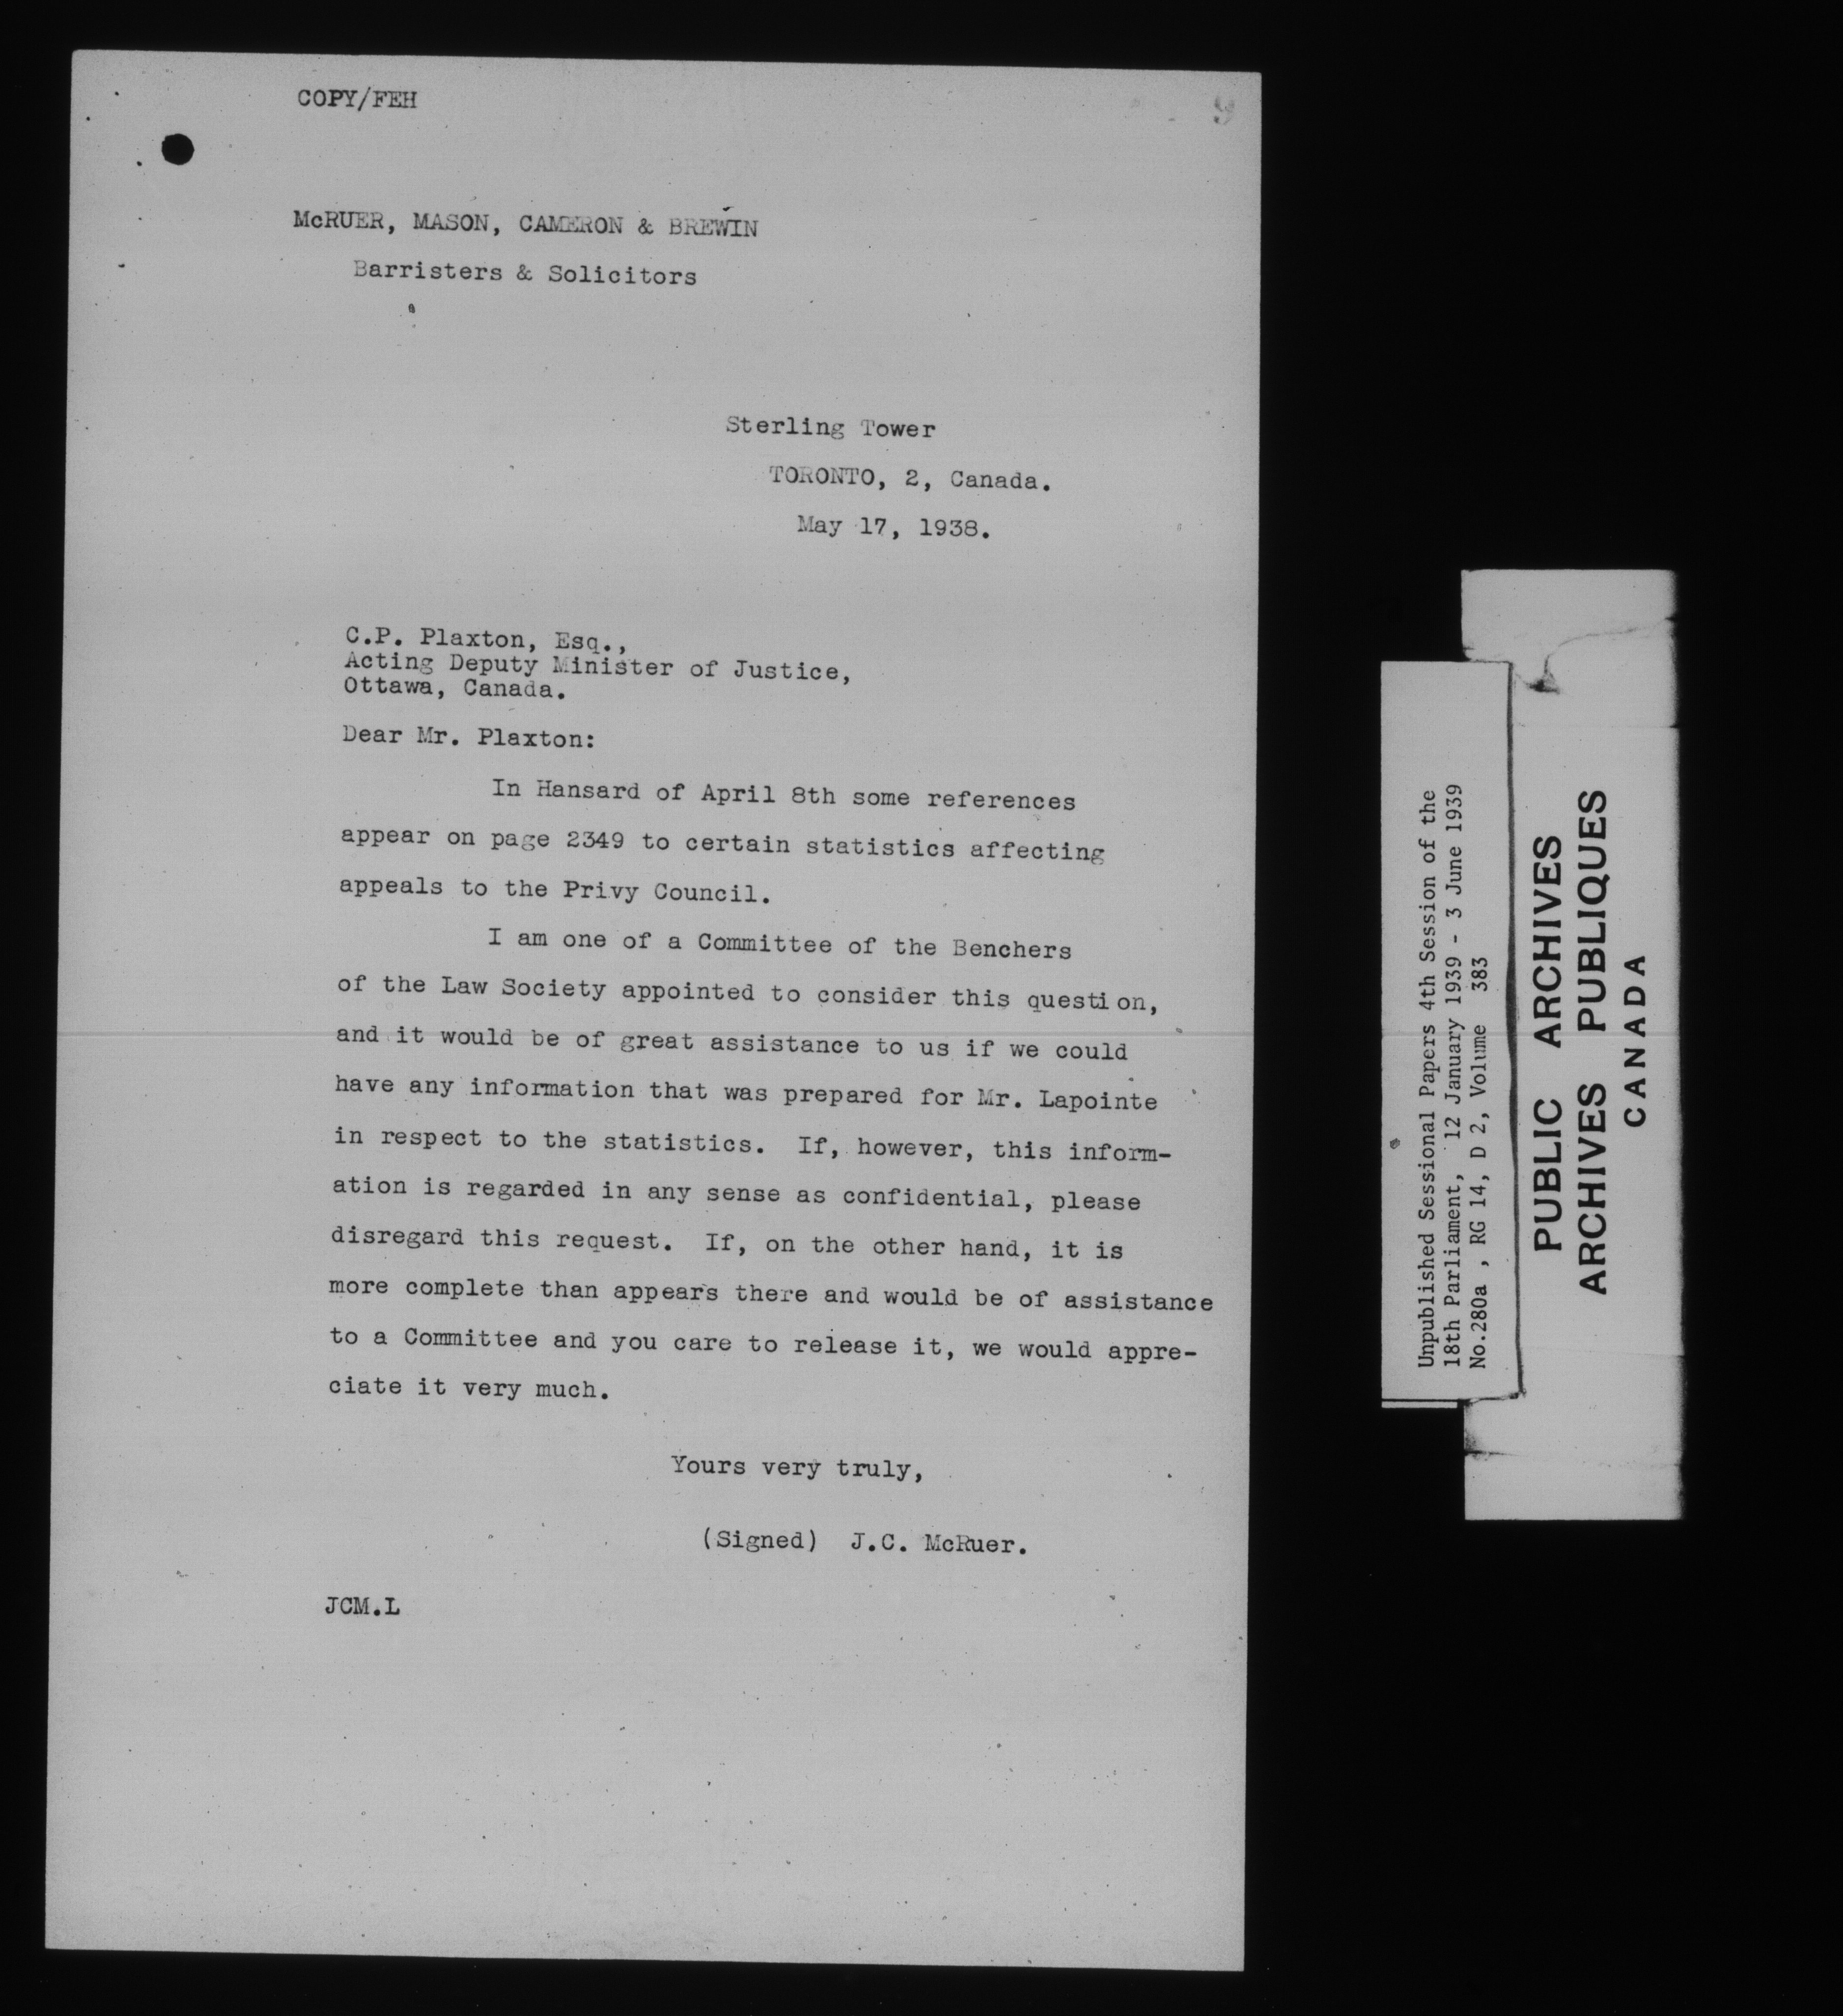 COPY/FEH
9
McRUER, MASON, CAMERON & BREWIN
Barristers & Solicitors
Sterling Tower
TORONTO, 2, Canada.
May 17, 1938.
C.P. Plaxton, Esq.,
Acting Deputy Minister of Justice,
Ottawa, Canada.
Dear Mr. Plaxton:
In Hansard of April 8th some references
appear on page 2349 to certain statistics affecting
appeals to the Privy Council.
I am one of a Committee of the Benchers
of the Law Society appointed to consider this question,
and it would be of great assistance to us if we could
have any information that was prepared for Mr. Lapointe
in respect to the statistics. If, however, this inform-
ation is regarded in any sense as confidential, please
disregard this request. If, on the other hand, it is
more complete than appears there and would be of assistance
to a Committee and you care to release it, we would appre-
ciate it very much.
Yours very truly,
(Signed) J.C. McRuer.
JCM.L
Unpublished Sessional Papers 4th Session of the
18th Parliament, 12 January 1939 - 3 June 1939
No.280a , RG 14, D 2, Volume 383
PUBLIC ARCHIVES
ARCHIVES PUBLIQUES
CANADA